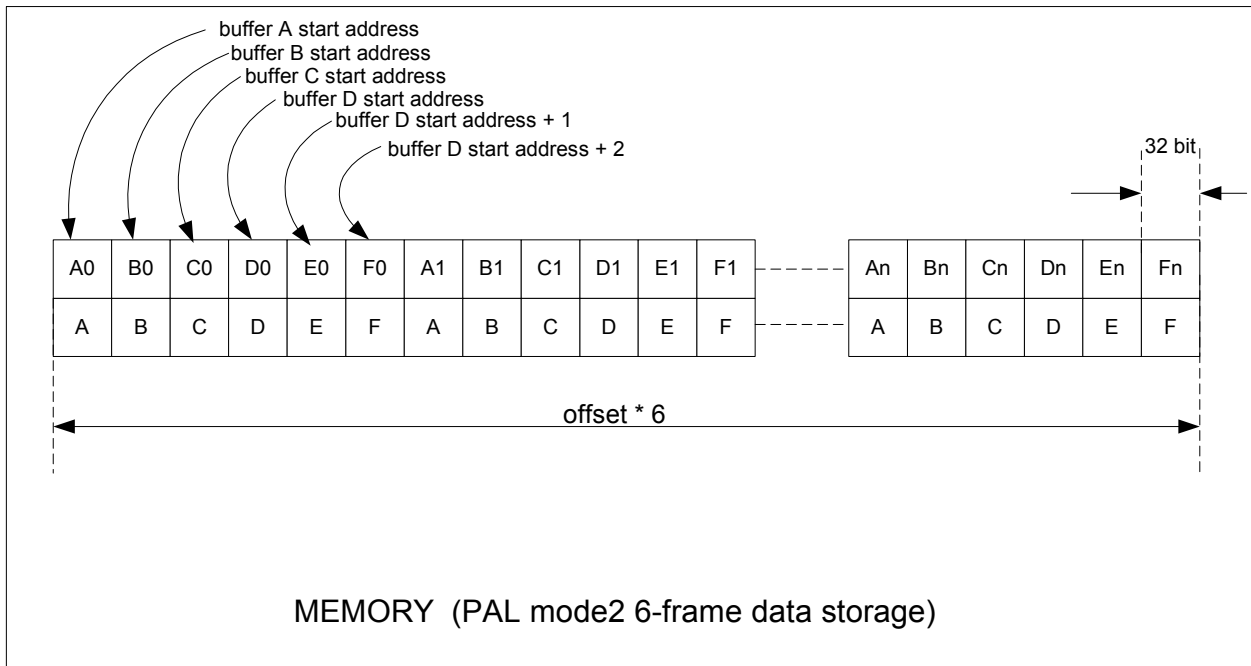 buffer A start address
buffer B start address
buffer C start address
buffer D start address
buffer D start address + 1
buffer D start address + 2
32 bit
A0 B0 C0 D0 E0 F0 A1 B1 C1 D1 E1 F1 An Bn Cn Dn En Fn
A B C D E F A B C D E F A B C D E F
offset * 6
MEMORY (PAL mode2 6-frame data storage)